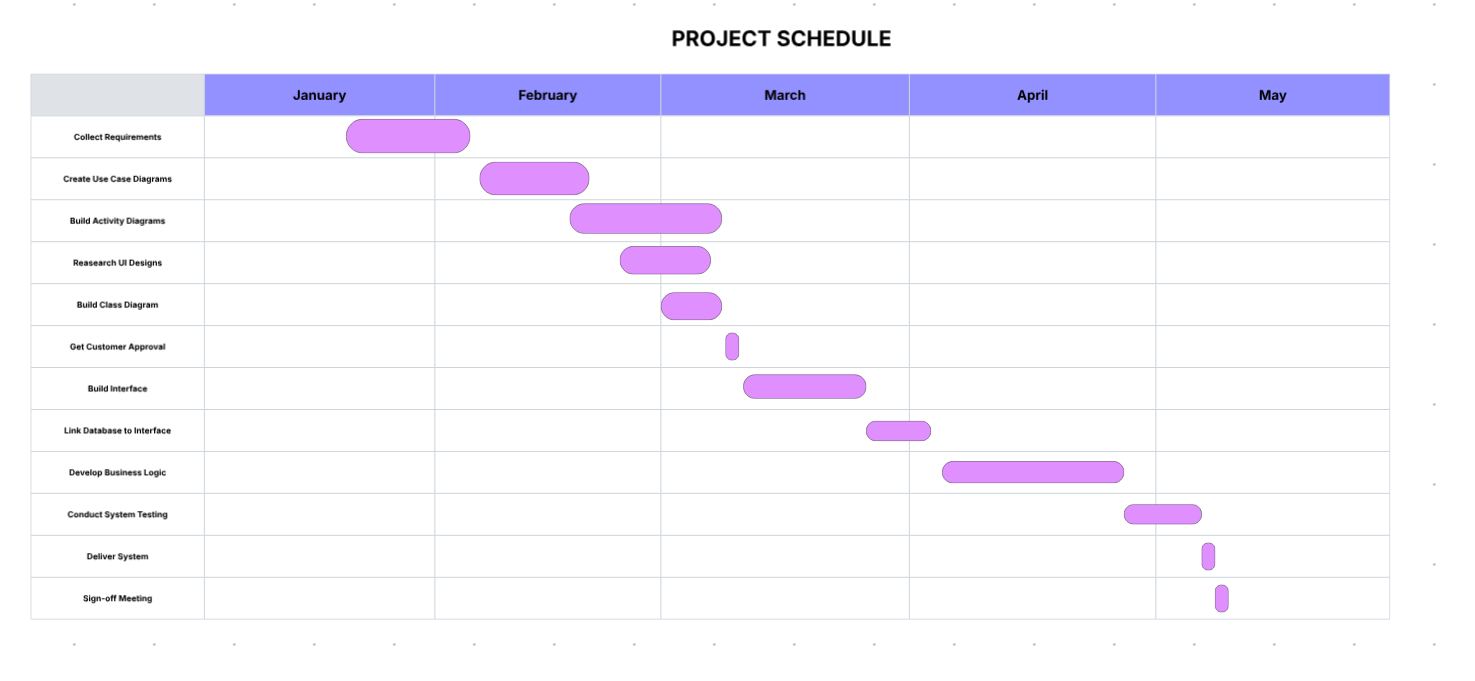 PROJECT SCHEDULE
January February March April May
Collect Requirements
Create Use Case Diagrams
Build Activity Diagrams
Reasearch UI Designs
Build Class Diagram
Get Customer Approval
Build Interface
Link Database to Interface
Develop Business Logic
Conduct System Testing
Deliver System
Sign-off Meeting